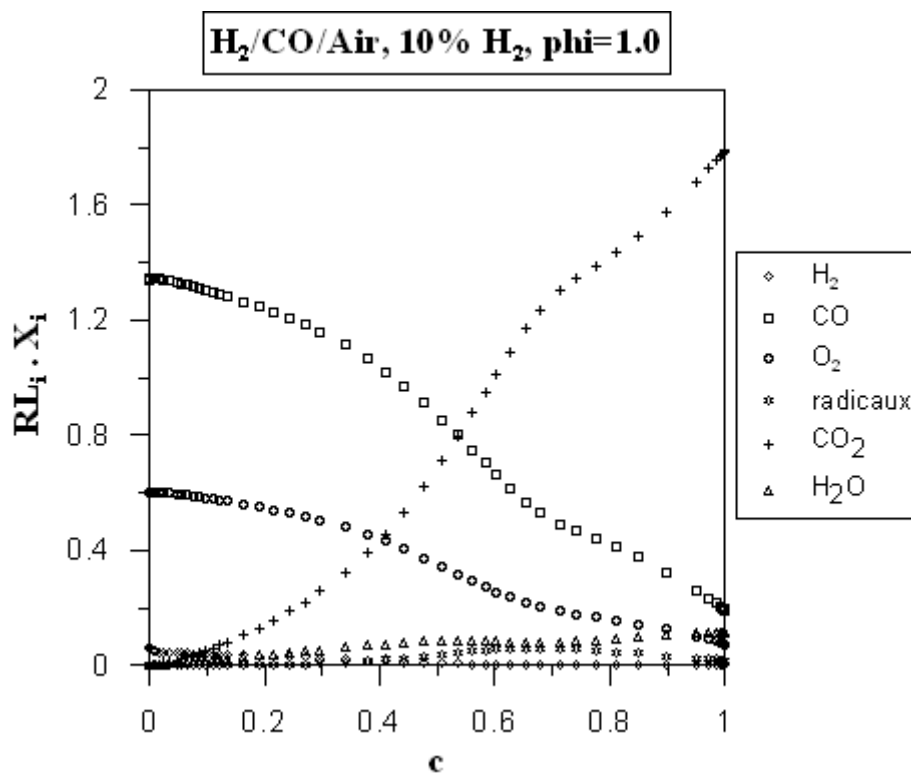 H₂/CO/Air, 10% H₂, phi=1.0
2
1.6
1.2
0.8
0.4
0
RLᵢ . Xᵢ
0 0.2 0.4 0.6 0.8 1
c
H₂
CO
O₂
radicaux
CO₂
H₂O